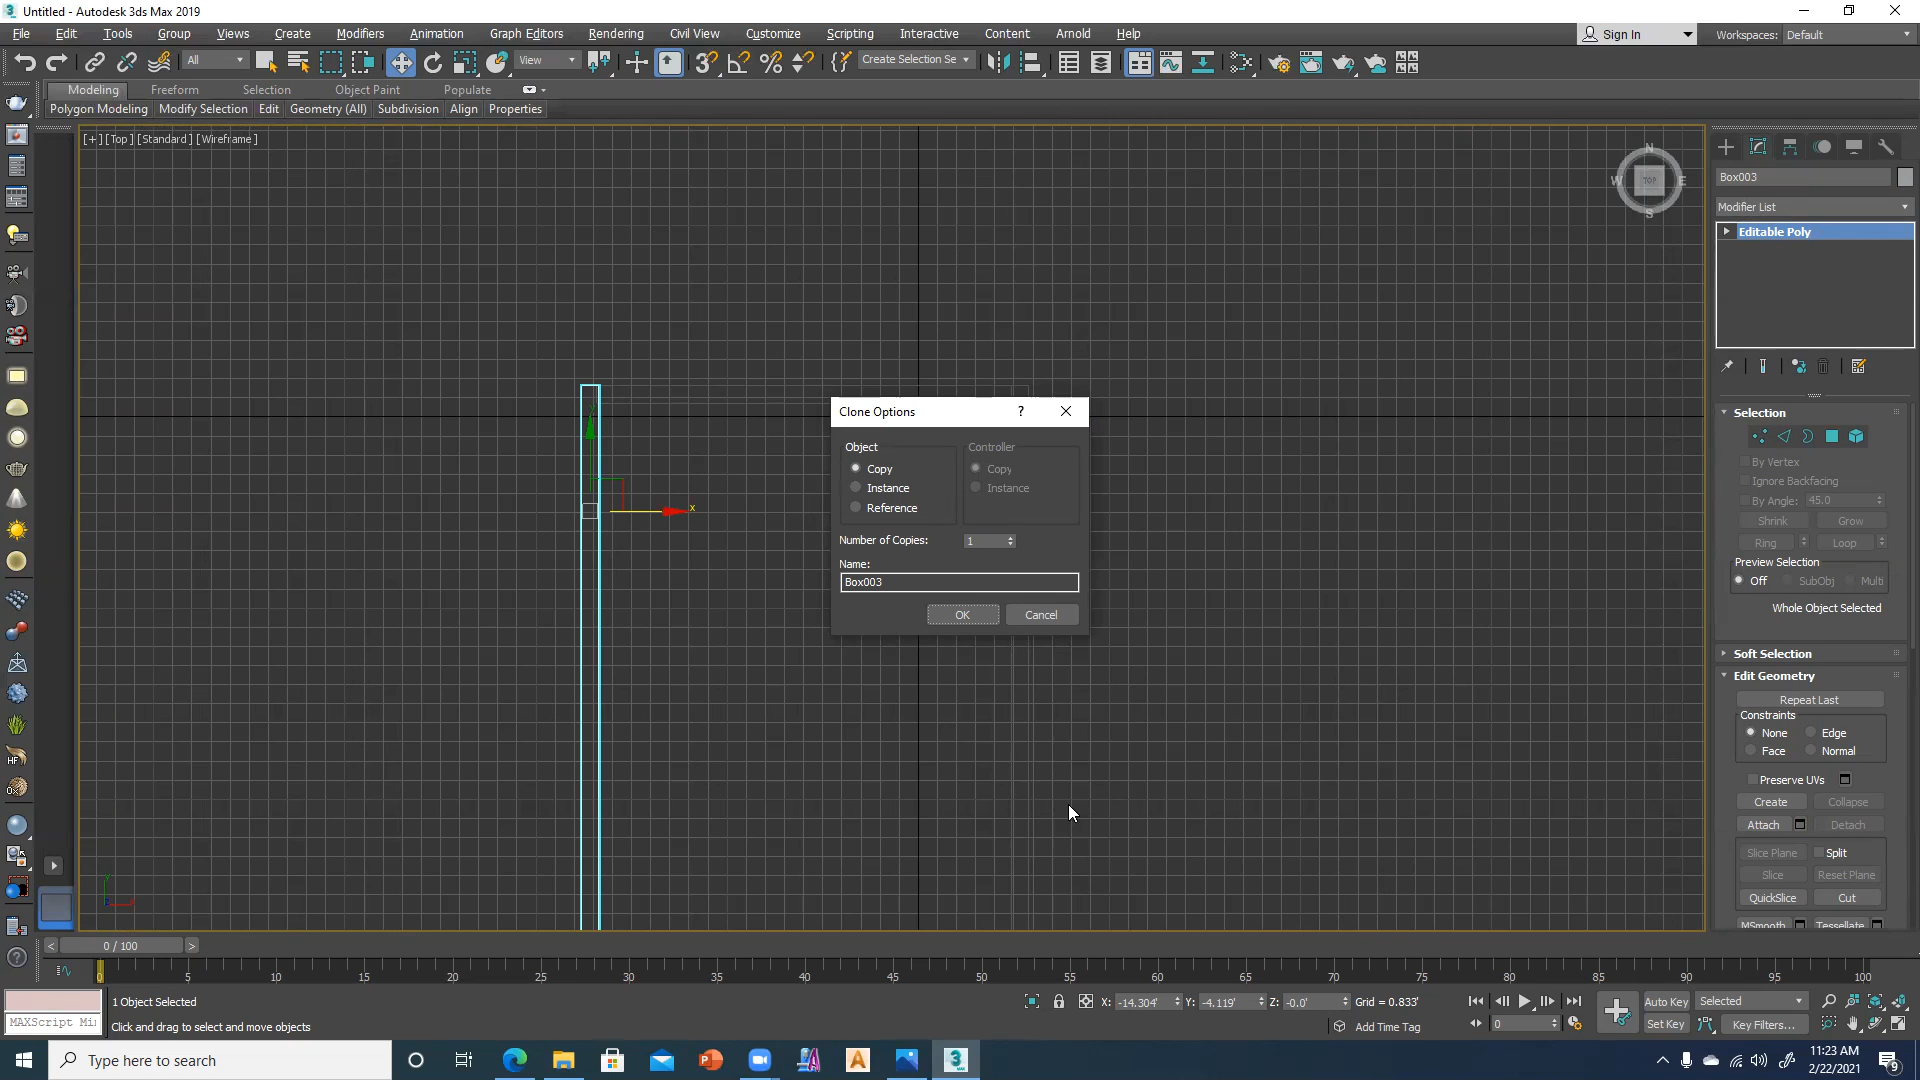 Untitled - Autodesk 3ds Max 2019
File Edit Tools Group Views Create Modifiers Animation Graph Editors Rendering Civil View Customize Scripting Interactive Content Arnold Help
Sign In
Workspaces: Default
All
View
Create Selection Se
Modeling Freeform Selection Object Paint Populate
Polygon Modeling Modify Selection Edit Geometry (All) Subdivision Align Properties
[+] [Top] [Standard] [Wireframe]
N
W TOP E
S
Box003
Modifier List
Editable Poly
Selection
By Vertex
Ignore Backfacing
By Angle: 45.0
Shrink Grow
Ring Loop
Preview Selection
Off SubObj Multi
Whole Object Selected
Soft Selection
Edit Geometry
Repeat Last
Constraints
None Edge
Face Normal
Preserve UVs
Create Collapse
Attach Detach
Slice Plane Split
Slice Reset Plane
QuickSlice Cut
MSmooth Tessellate
Clone Options ?
Object Controller
Copy Copy
Instance Instance
Reference
Number of Copies: 1
Name:
Box003
OK Cancel
x
0 / 100
0 5 10 15 20 25 30 35 40 45 50 55 60 65 70 75 80 85 90 95 100
1 Object Selected
X: -14.304' Y: -4.119' Z: -0.0' Grid = 0.833'
Auto Key Selected
MAXScript Mi
Click and drag to select and move objects
Add Time Tag
0
Set Key Key Filters...
Type here to search
11:23 AM
2/22/2021
9